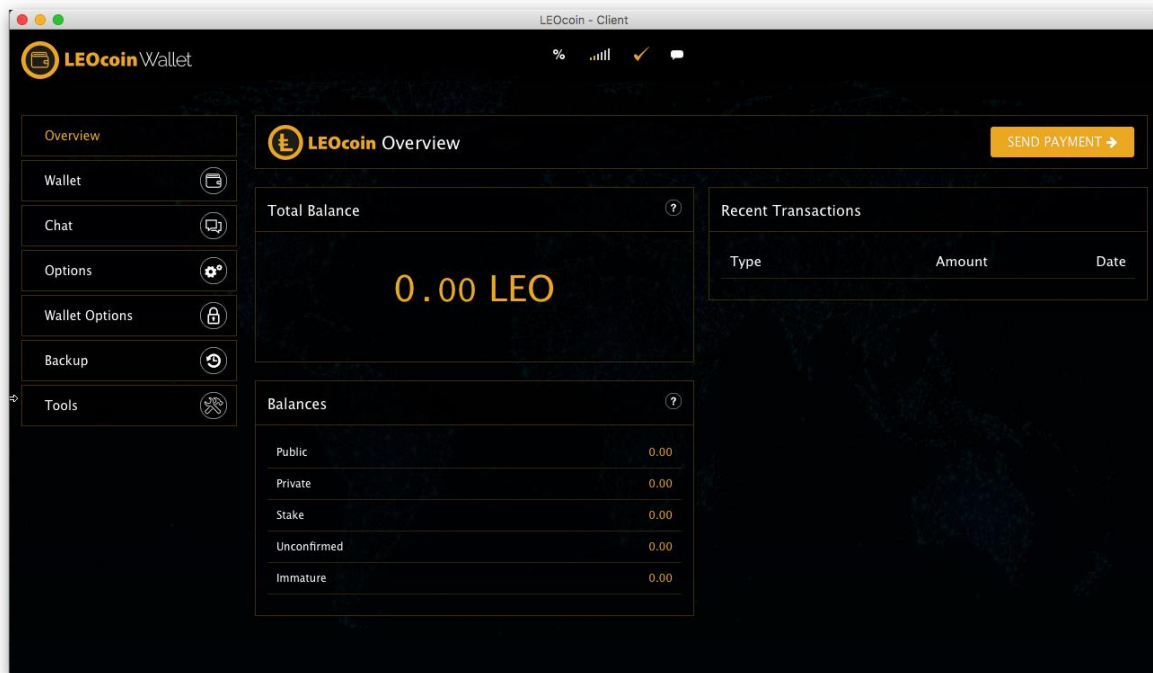 LEOcoin - Client
LEOcoin Wallet
%
Overview
Wallet
Chat
Options
Wallet Options
Backup
Tools
LEOcoin Overview
SEND PAYMENT →
Total Balance ?
0.00 LEO
Balances ?
Public 0.00
Private 0.00
Stake 0.00
Unconfirmed 0.00
Immature 0.00
Recent Transactions
Type Amount Date